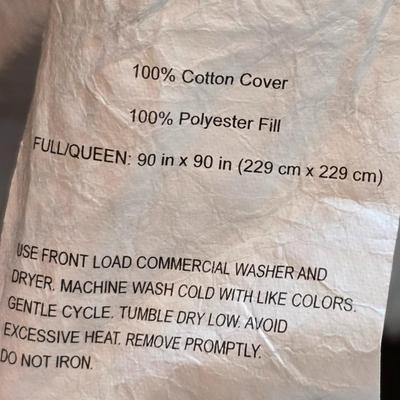 100% Cotton Cover
100% Polyester Fill
FULL/QUEEN: 90 in x 90 in (229 cm x 229 cm)
USE FRONT LOAD COMMERCIAL WASHER AND
DRYER. MACHINE WASH COLD WITH LIKE COLORS.
GENTLE CYCLE. TUMBLE DRY LOW. AVOID
EXCESSIVE HEAT. REMOVE PROMPTLY.
DO NOT IRON.